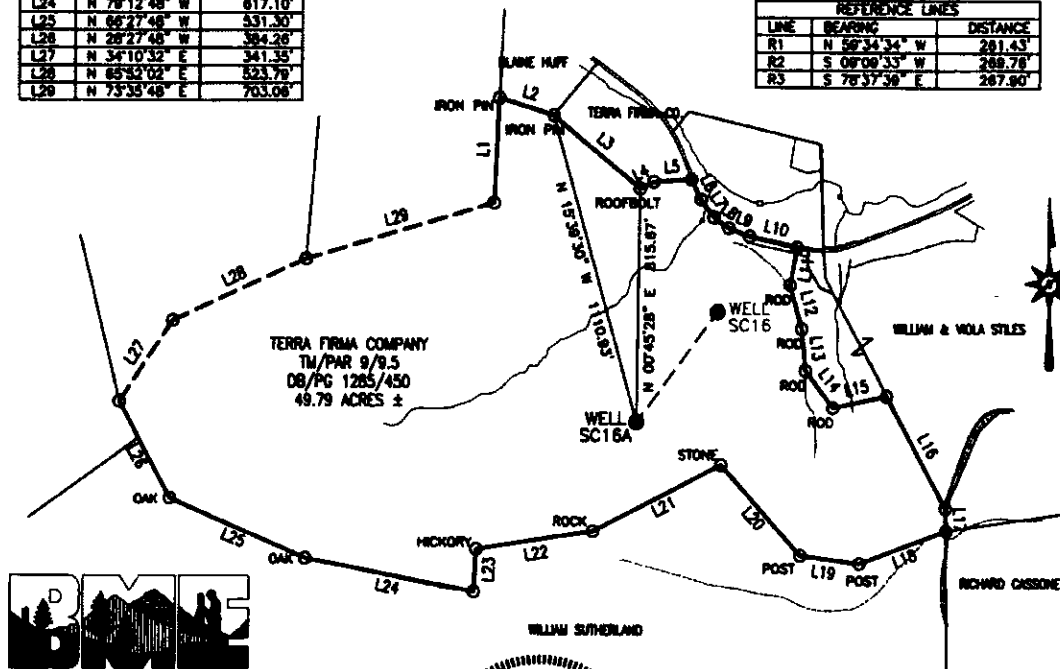 L24 N 79°12'48" W 617.10'
L25 N 66°27'48" W 531.30'
L26 N 26°27'48" W 384.26'
L27 N 34°10'32" E 341.35'
L28 N 65°52'02" E 523.79'
L29 N 73°35'48" E 703.06'
REFERENCE LINES
LINE BEARING DISTANCE
R1 N 59°34'34" W 261.43'
R2 S 09°09'33" W 269.76'
R3 S 78°37'39" E 267.90'
BLAINE HUFF
IRON PIN
L2
IRON PIN
TERRA FIRMA CO.
L1
L3
L4
L5
ROOFBOLT
L6
L7
L8
L9
L10
L29
L28
L27
L11
ROD
L12
ROD
L13
ROD
L14
L15
ROD
N 15°39'30" W 1110.93'
N 00°45'28" E 815.67'
WELL
SC16
WILLIAM & VIOLA STILES
TERRA FIRMA COMPANY
TM/PAR 9/9.5
DB/PG 1285/450
49.79 ACRES ±
WELL
SC16A
L16
L26
OAK
STONE
L21
L20
L17
ROCK
HICKORY
L22
L25
OAK
L23
L24
POST
L19
POST
L18
RICHARD CASSONE
BME
WILLIAM SUTHERLAND